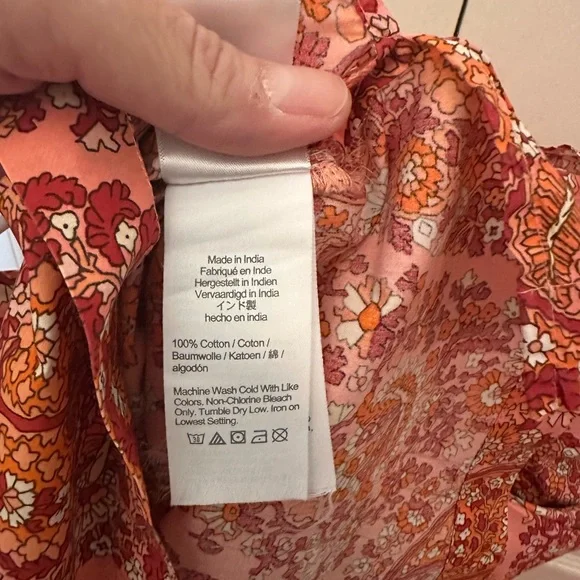 Made in India
Fabriqué en Inde
Hergestellt in Indien
Vervaardigd in India
インド製
hecho en india
100% Cotton / Coton /
Baumwolle / Katoen / 綿 /
algodón
Machine Wash Cold With Like
Colors. Non-Chlorine Bleach
Only. Tumble Dry Low. Iron on
Lowest Setting.